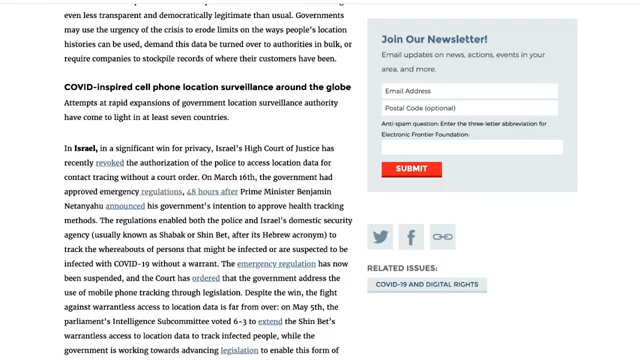 even less transparent and democratically legitimate than usual. Governments
may use the urgency of the crisis to erode limits on the ways people's location
histories can be used, demand this data be turned over to authorities in bulk, or
require companies to stockpile records of where their customers have been.
COVID-inspired cell phone location surveillance around the globe
Attempts at rapid expansions of government location surveillance authority
have come to light in at least seven countries.
In Israel, in a significant win for privacy, Israel's High Court of Justice has
recently revoked the authorization of the police to access location data for
contact tracing without a court order. On March 16th, the government had
approved emergency regulations, 48 hours after Prime Minister Benjamin
Netanyahu announced his government's intention to approve health tracking
methods. The regulations enabled both the police and Israel's domestic security
agency (usually known as Shabak or Shin Bet, after its Hebrew acronym) to
track the whereabouts of persons that might be infected or are suspected to be
infected with COVID-19 without a warrant. The emergency regulation has now
been suspended, and the Court has ordered that the government address the
use of mobile phone tracking through legislation. Despite the win, the fight
against warrantless access to location data is far from over: on May 5th, the
parliament's Intelligence Subcommittee voted 6-3 to extend the Shin Bet's
warrantless access to location data to track infected persons, while the
government is working towards advancing legislation to enable this form of
Join Our Newsletter!
Email updates on news, actions, events in your
area, and more.
Email Address
Postal Code (optional)
Anti-spam question: Enter the three-letter abbreviation for
Electronic Frontier Foundation:
SUBMIT
RELATED ISSUES:
COVID-19 AND DIGITAL RIGHTS